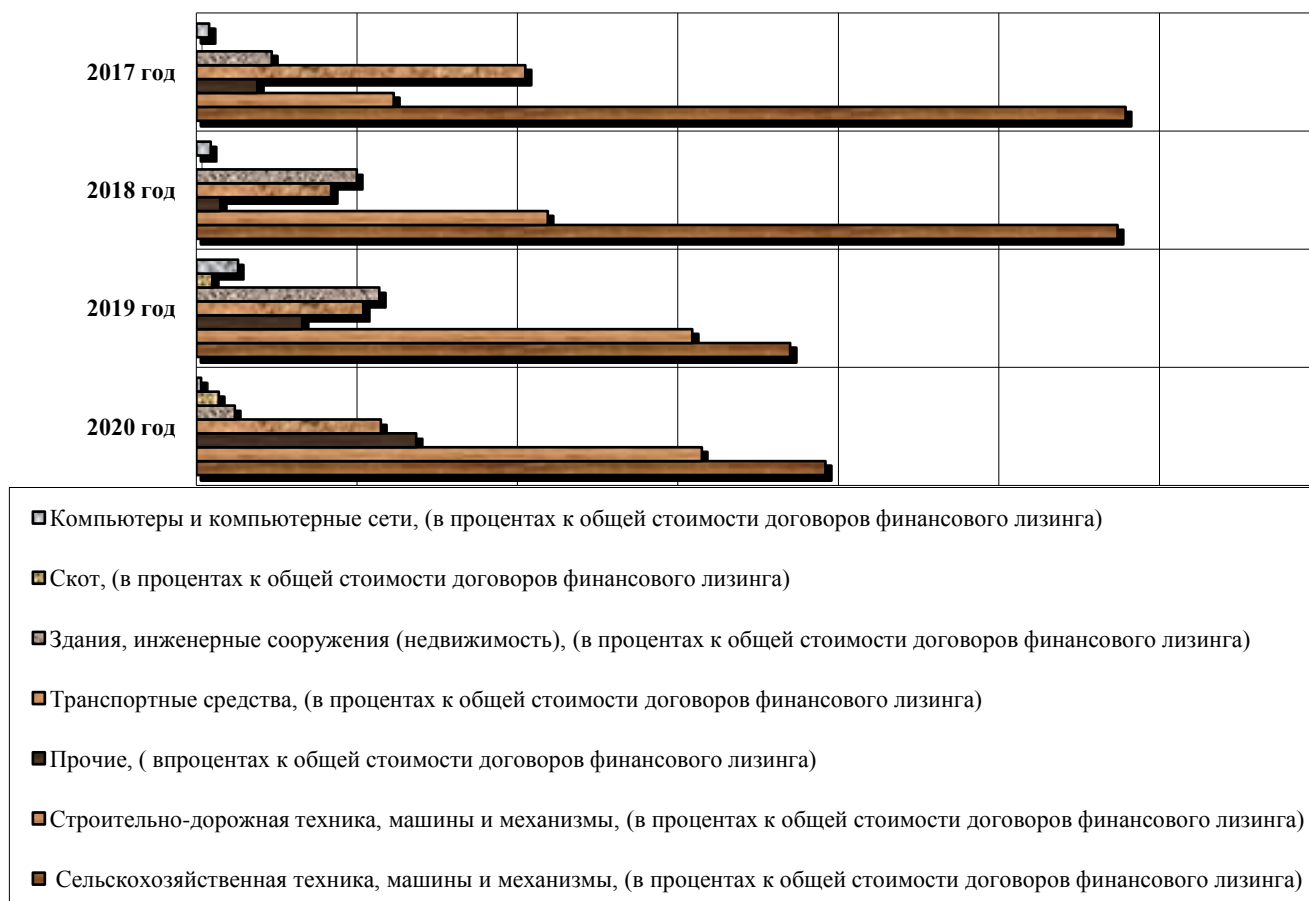 2017 год
2018 год
2019 год
2020 год
Компьютеры и компьютерные сети, (в процентах к общей стоимости договоров финансового лизинга)
Скот, (в процентах к общей стоимости договоров финансового лизинга)
Здания, инженерные сооружения (недвижимость), (в процентах к общей стоимости договоров финансового лизинга)
Транспортные средства, (в процентах к общей стоимости договоров финансового лизинга)
Прочие, ( впроцентах к общей стоимости договоров финансового лизинга)
Строительно-дорожная техника, машины и механизмы, (в процентах к общей стоимости договоров финансового лизинга)
Сельскохозяйственная техника, машины и механизмы, (в процентах к общей стоимости договоров финансового лизинга)